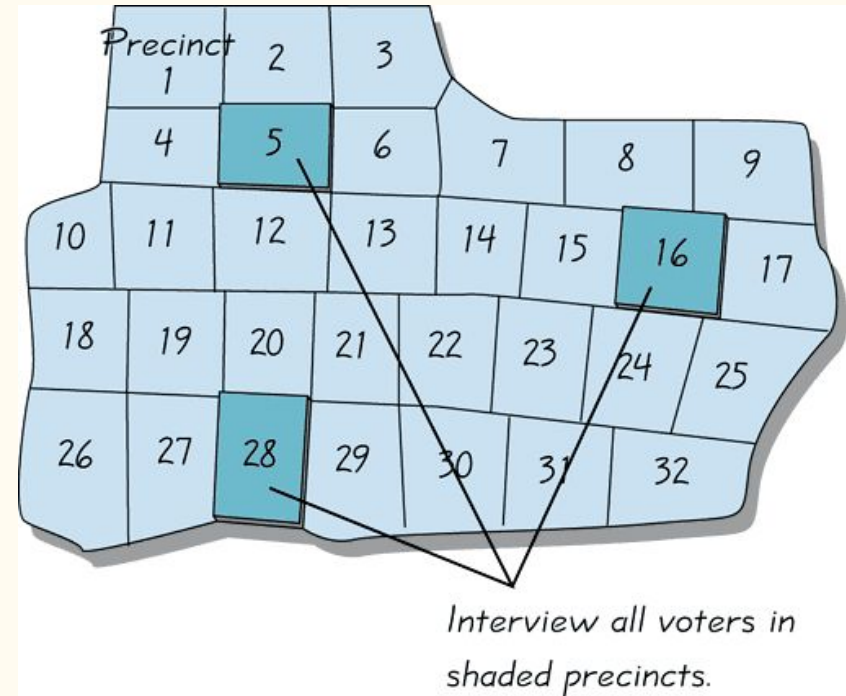 Precinct
1 2 3
4 5 6 7 8 9
10 11 12 13 14 15 16 17
18 19 20 21 22 23 24 25
26 27 28 29 30 31 32
Interview all voters in
shaded precincts.